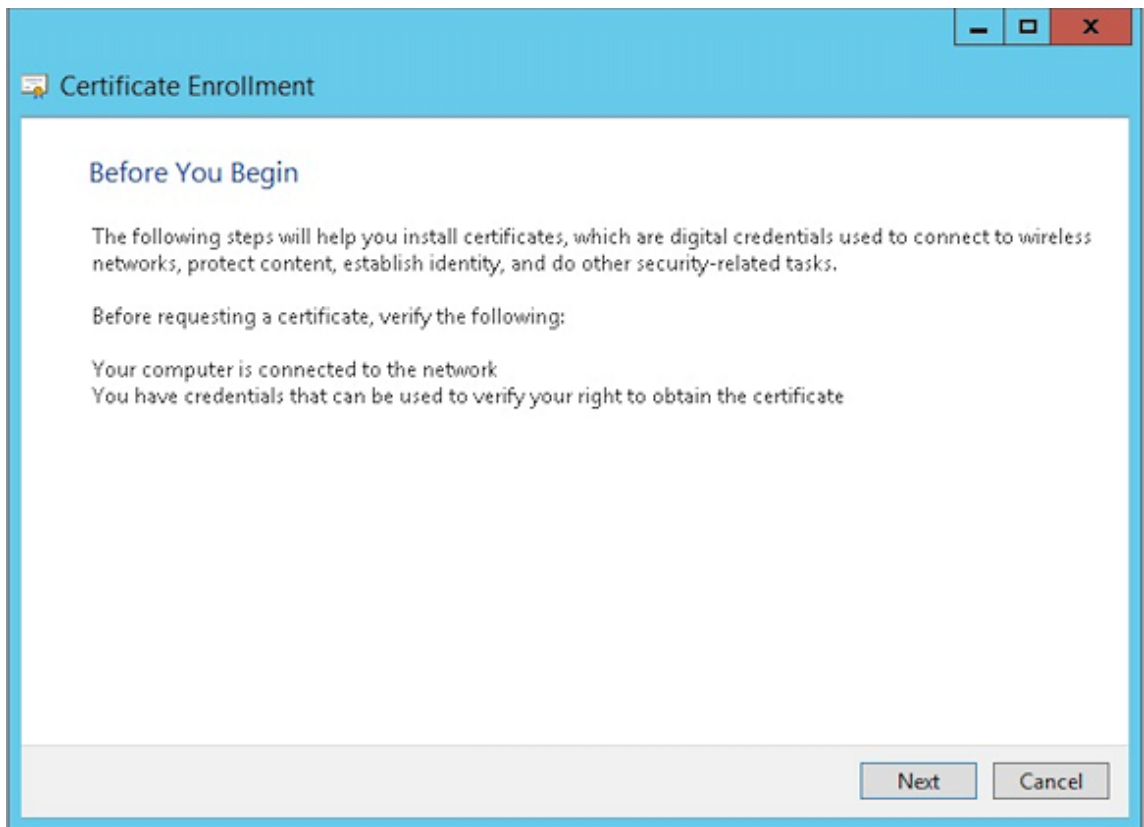 Certificate Enrollment
Before You Begin
The following steps will help you install certificates, which are digital credentials used to connect to wireless
networks, protect content, establish identity, and do other security-related tasks.
Before requesting a certificate, verify the following:
Your computer is connected to the network
You have credentials that can be used to verify your right to obtain the certificate
Next Cancel